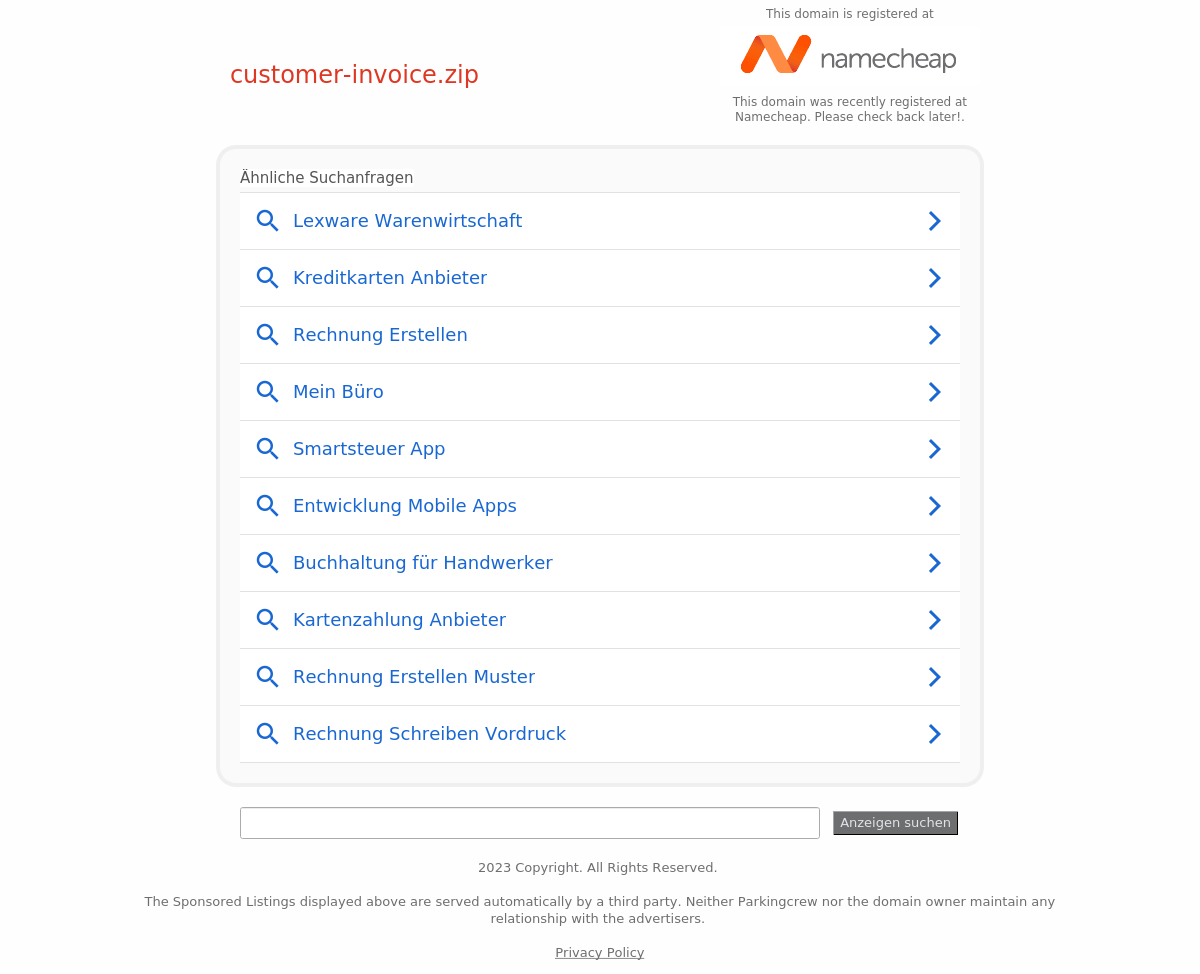 This domain is registered at
namecheap
customer-invoice.zip
This domain was recently registered at
Namecheap. Please check back later!.
Ähnliche Suchanfragen
Lexware Warenwirtschaft
Kreditkarten Anbieter
Rechnung Erstellen
Mein Büro
Smartsteuer App
Entwicklung Mobile Apps
Buchhaltung für Handwerker
Kartenzahlung Anbieter
Rechnung Erstellen Muster
Rechnung Schreiben Vordruck
Anzeigen suchen
2023 Copyright. All Rights Reserved.
The Sponsored Listings displayed above are served automatically by a third party. Neither Parkingcrew nor the domain owner maintain any
relationship with the advertisers.
Privacy Policy